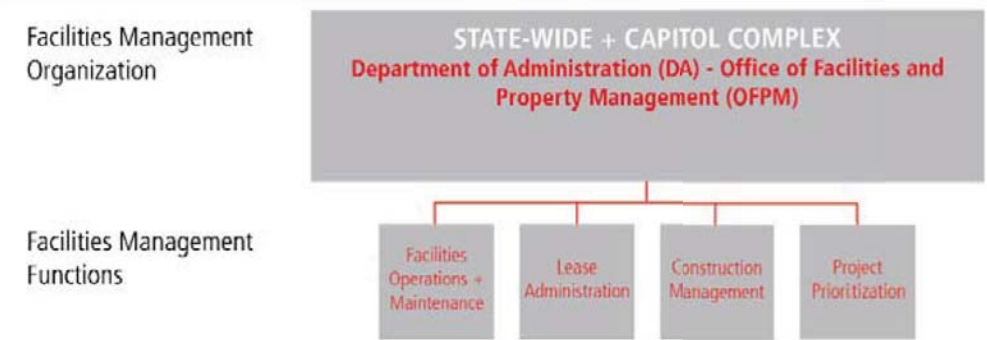 Facilities Management
Organization
STATE-WIDE + CAPITOL COMPLEX
Department of Administration (DA) - Office of Facilities and
Property Management (OFPM)
Facilities Management
Functions
Facilities
Operations +
Maintenance
Lease
Administration
Construction
Management
Project
Prioritization